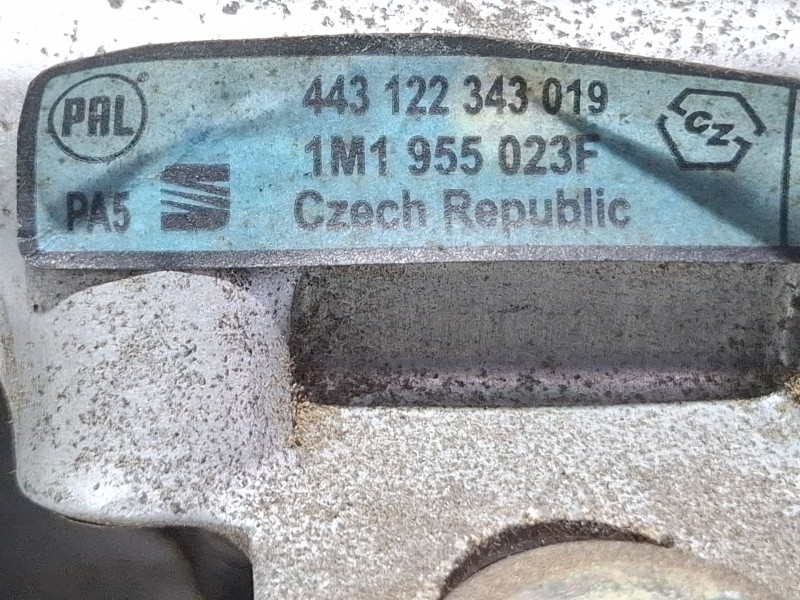 PAL
443 122 343 019
CZ
1M1 955 023F
PA5
Czech Republic